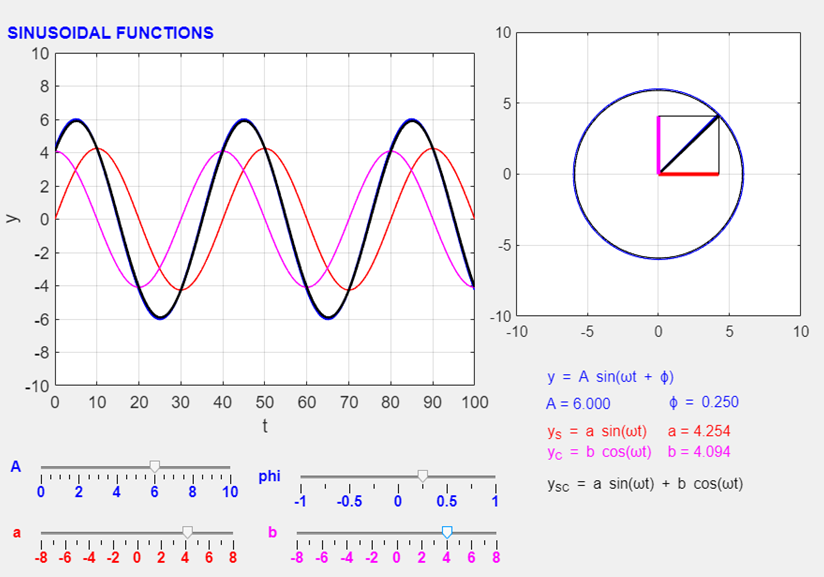 SINUSOIDAL FUNCTIONS
10
8
6
4
2
0
-2
-4
-6
-8
-10
y
0 10 20 30 40 50 60 70 80 90 100
t
10
5
0
-5
-10
-10 -5 0 5 10
y = A sin(ωt + ϕ)
A = 6.000 ϕ = 0.250
yS = a sin(ωt) a = 4.254
yC = b cos(ωt) b = 4.094
ySC = a sin(ωt) + b cos(ωt)
A
0 2 4 6 8 10
phi
-1 -0.5 0 0.5 1
a
-8 -6 -4 -2 0 2 4 6 8
b
-8 -6 -4 -2 0 2 4 6 8